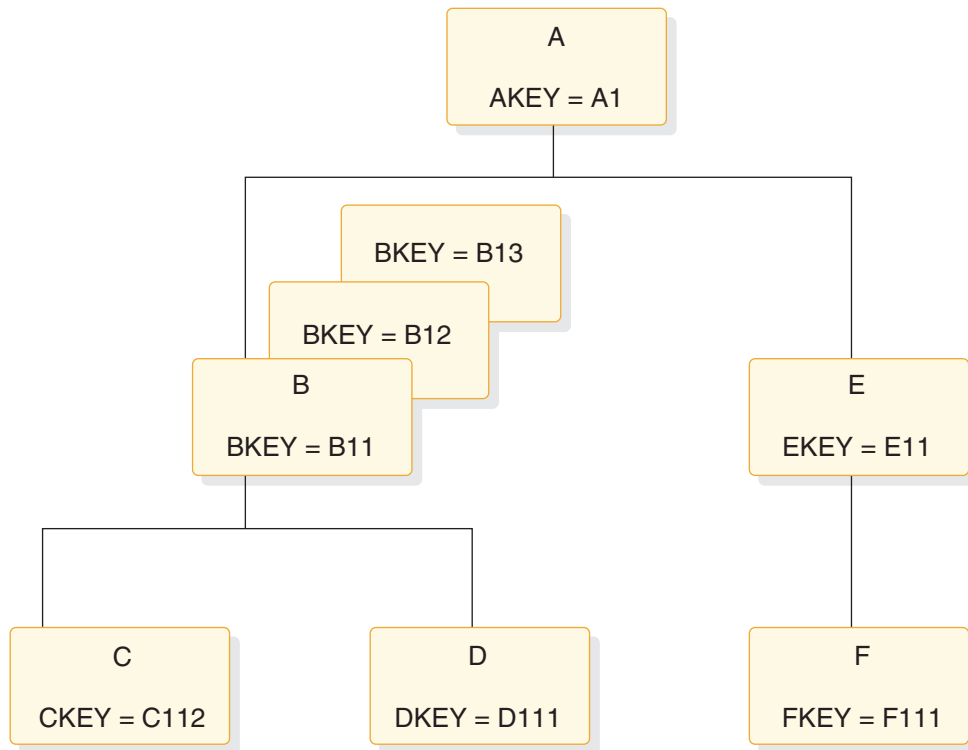 A
AKEY = A1
BKEY = B13
BKEY = B12
B
BKEY = B11
E
EKEY = E11
C
CKEY = C112
D
DKEY = D111
F
FKEY = F111